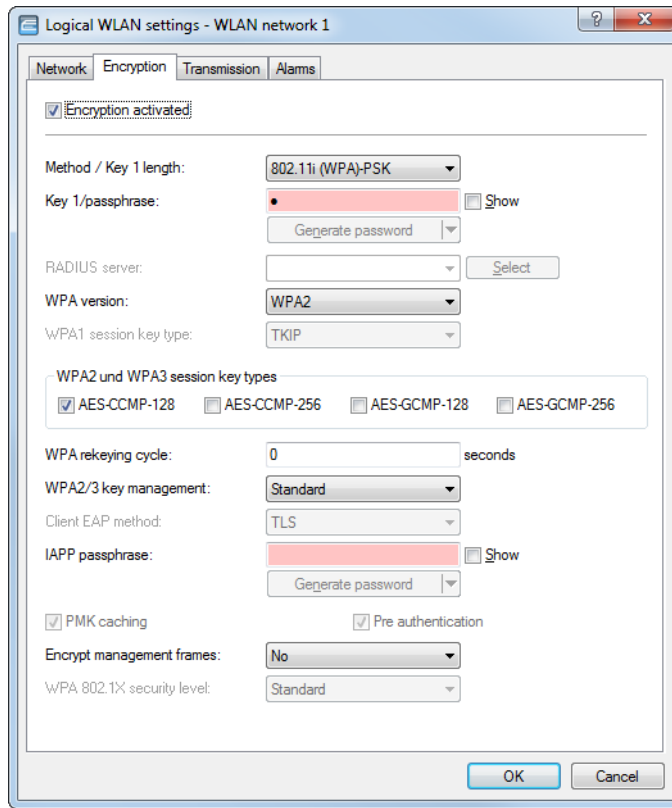 Logical WLAN settings - WLAN network 1
Network Encryption Transmission Alarms
Encryption activated
Method / Key 1 length: 802.11i (WPA)-PSK
Key 1/passphrase: ● Show
Generate password
RADIUS server: Select
WPA version: WPA2
WPA1 session key type: TKIP
WPA2 und WPA3 session key types
AES-CCMP-128 AES-CCMP-256 AES-GCMP-128 AES-GCMP-256
WPA rekeying cycle: 0 seconds
WPA2/3 key management: Standard
Client EAP method: TLS
IAPP passphrase: Show
Generate password
PMK caching Pre authentication
Encrypt management frames: No
WPA 802.1X security level: Standard
OK Cancel